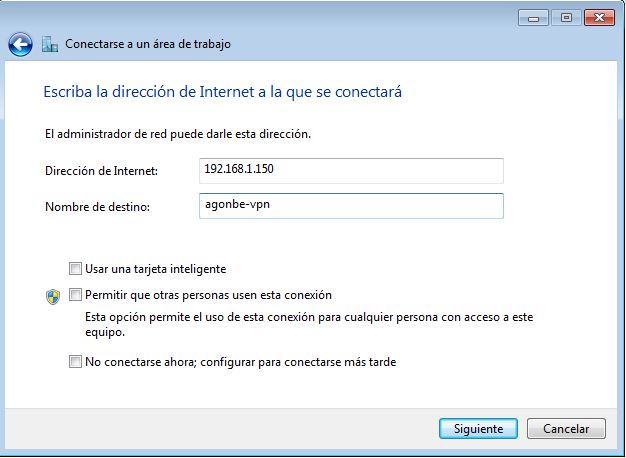 Conectarse a un área de trabajo
Escriba la dirección de Internet a la que se conectará
El administrador de red puede darle esta dirección.
Dirección de Internet: 192.168.1.150
Nombre de destino: agonbe-vpn
Usar una tarjeta inteligente
Permitir que otras personas usen esta conexión
Esta opción permite el uso de esta conexión para cualquier persona con acceso a este
equipo.
No conectarse ahora; configurar para conectarse más tarde
Siguiente Cancelar